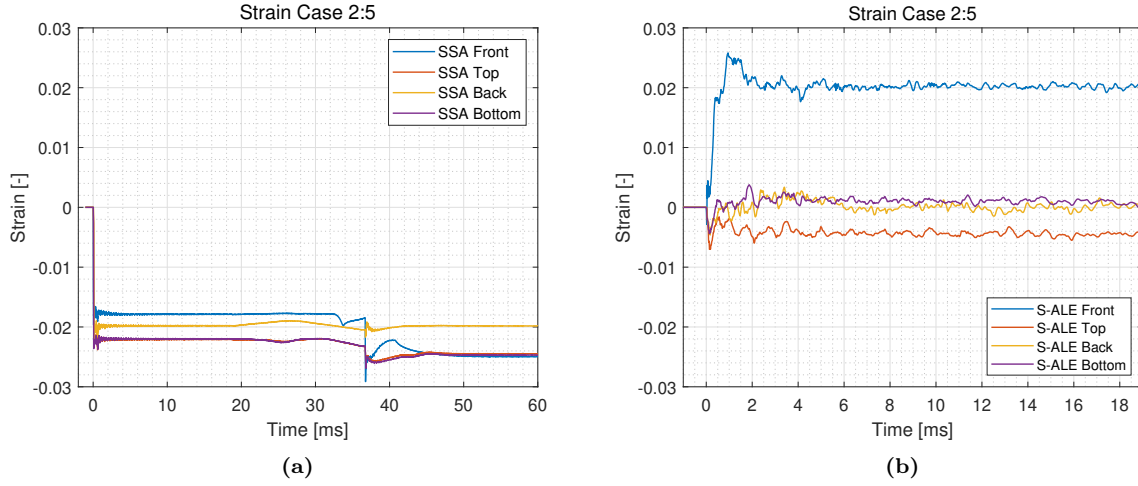 Strain Case 2:5
0.03
0.02
0.01
0
-0.01
-0.02
-0.03
Strain [-]
SSA Front
SSA Top
SSA Back
SSA Bottom
0 10 20 30 40 50 60
Time [ms]
(a)
Strain Case 2:5
0.03
0.02
0.01
0
-0.01
-0.02
-0.03
Strain [-]
S-ALE Front
S-ALE Top
S-ALE Back
S-ALE Bottom
0 2 4 6 8 10 12 14 16 18
Time [ms]
(b)